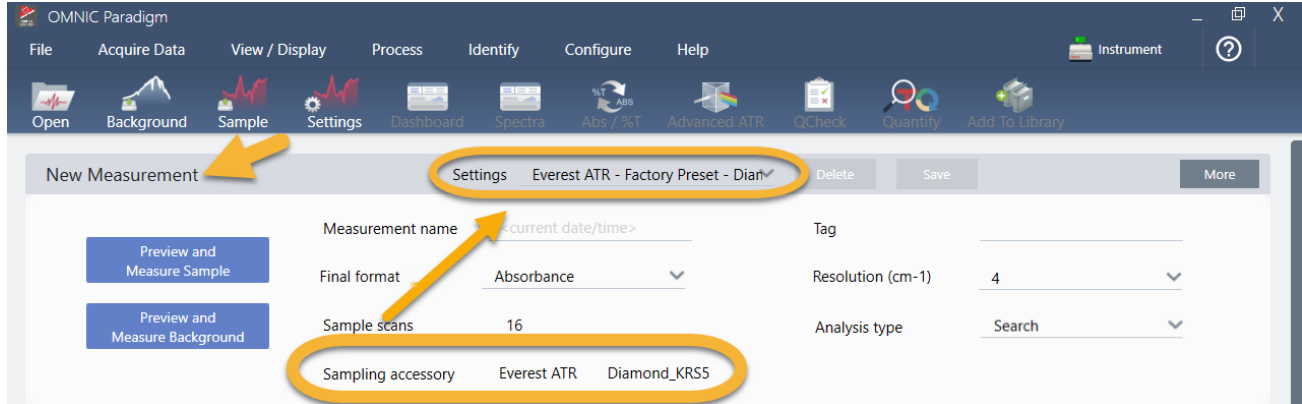 OMNIC Paradigm
File Acquire Data View / Display Process Identify Configure Help Instrument
Open Background Sample Settings Dashboard Spectra Abs / %T Advanced ATR QCheck Quantify Add To Library
%T ABS
New Measurement Settings Everest ATR - Factory Preset - Diam Delete Save More
Measurement name <current date/time> Tag
Preview and
Measure Sample
Final format Absorbance Resolution (cm-1) 4
Preview and
Measure Background
Sample scans 16 Analysis type Search
Sampling accessory Everest ATR Diamond_KRS5